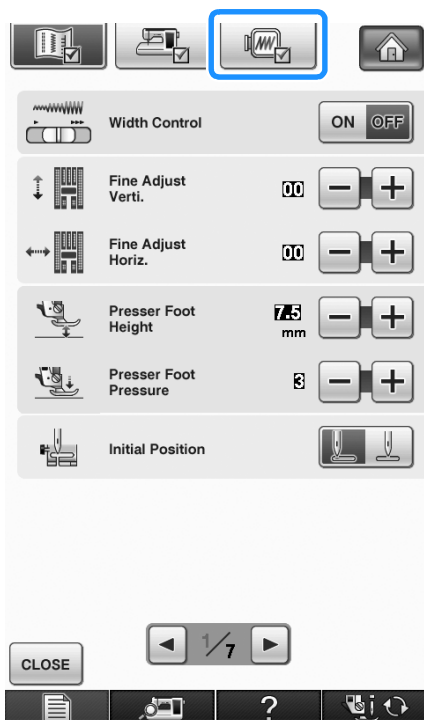 Width Control
ON OFF
Fine Adjust
Verti.
00
Fine Adjust
Horiz.
00
Presser Foot
Height
7.5
mm
Presser Foot
Pressure
3
Initial Position
1/7
CLOSE
?